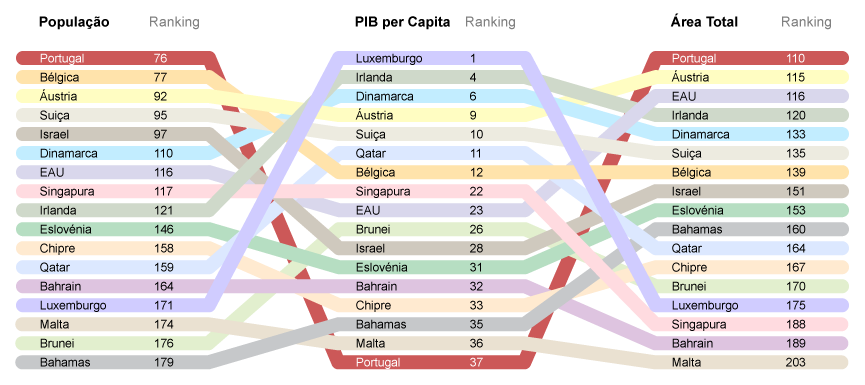 População Ranking PIB per Capita Ranking Área Total Ranking
Portugal 76 Luxemburgo 1 Portugal 110
Bélgica 77 Irlanda 4 Áustria 115
Áustria 92 Dinamarca 6 EAU 116
Suiça 95 Áustria 9 Irlanda 120
Israel 97 Suiça 10 Dinamarca 133
Dinamarca 110 Qatar 11 Suiça 135
EAU 116 Bélgica 12 Bélgica 139
Singapura 117 Singapura 22 Israel 151
Irlanda 121 EAU 23 Eslovénia 153
Eslovénia 146 Brunei 26 Bahamas 160
Chipre 158 Israel 28 Qatar 164
Qatar 159 Eslovénia 31 Chipre 167
Bahrain 164 Bahrain 32 Brunei 170
Luxemburgo 171 Chipre 33 Luxemburgo 175
Malta 174 Bahamas 35 Singapura 188
Brunei 176 Malta 36 Bahrain 189
Bahamas 179 Portugal 37 Malta 203